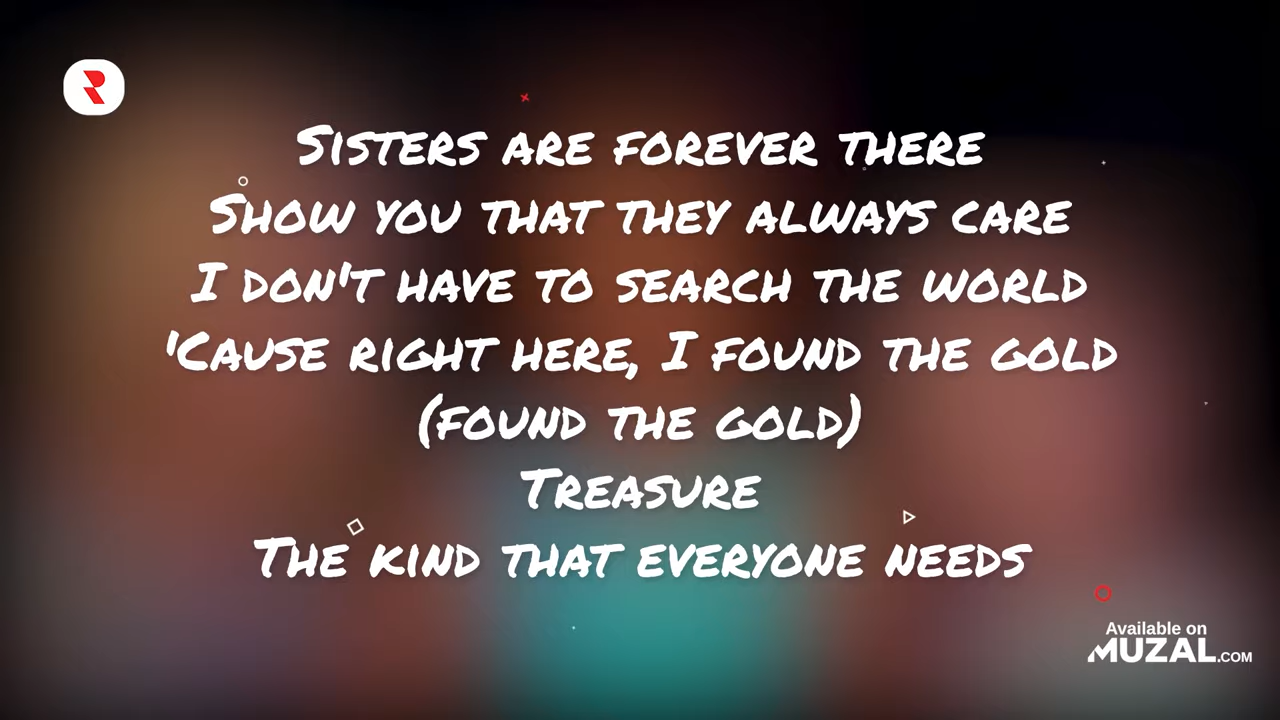 Sisters are forever there
Show you that they always care
I don't have to search the world
'Cause right here, I found the gold
(found the gold)
Treasure
The kind that everyone needs
Available on
MUZAL.COM